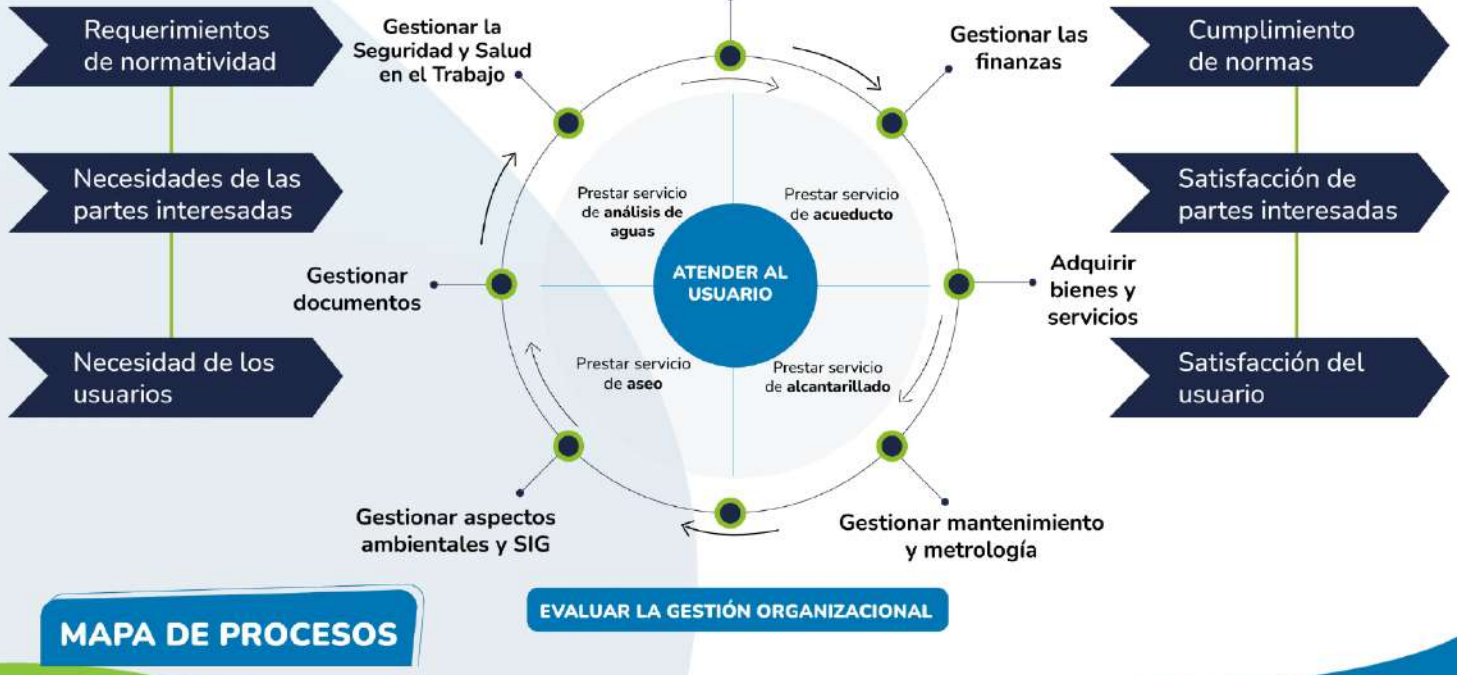 Requerimientos
de normatividad
Necesidades de las
partes interesadas
Necesidad de los
usuarios
Gestionar la
Seguridad y Salud
en el Trabajo
Gestionar las
finanzas
Gestionar
documentos
Adquirir
bienes y
servicios
Gestionar aspectos
ambientales y SIG
Gestionar mantenimiento
y metrología
Prestar servicio
de análisis de
aguas
Prestar servicio
de acueducto
ATENDER AL
USUARIO
Prestar servicio
de aseo
Prestar servicio
de alcantarillado
Cumplimiento
de normas
Satisfacción de
partes interesadas
Satisfacción del
usuario
EVALUAR LA GESTIÓN ORGANIZACIONAL
MAPA DE PROCESOS